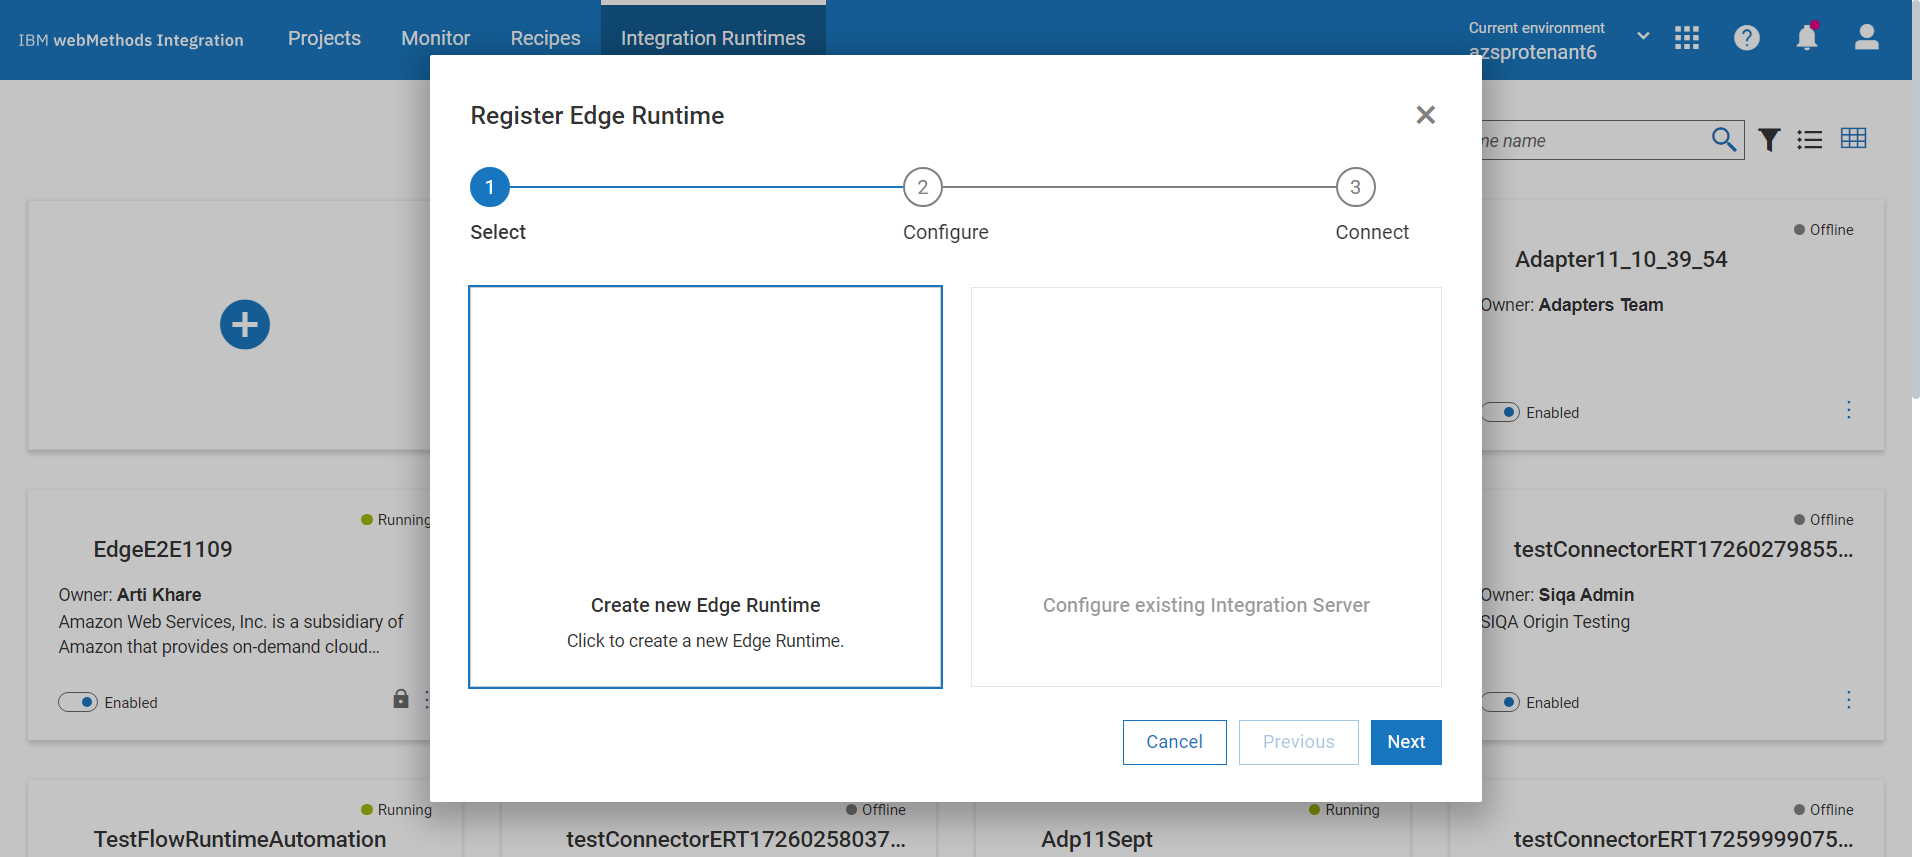 IBM webMethods Integration
Projects
Monitor
Recipes
Integration Runtimes
Current environment
azsprotenant6
Register Edge Runtime
me name
1
2
3
Select
Configure
Connect
Offline
Adapter11_10_39_54
Owner: Adapters Team
Enabled
Create new Edge Runtime
Click to create a new Edge Runtime.
Configure existing Integration Server
Running
EdgeE2E1109
Owner: Arti Khare
Amazon Web Services, Inc. is a subsidiary of
Amazon that provides on-demand cloud...
Enabled
Offline
testConnectorERT17260279855...
Owner: Siqa Admin
SIQA Origin Testing
Enabled
Cancel
Previous
Next
Running
TestFlowRuntimeAutomation
Offline
testConnectorERT17260258037...
Running
Adp11Sept
Offline
testConnectorERT17259999075...